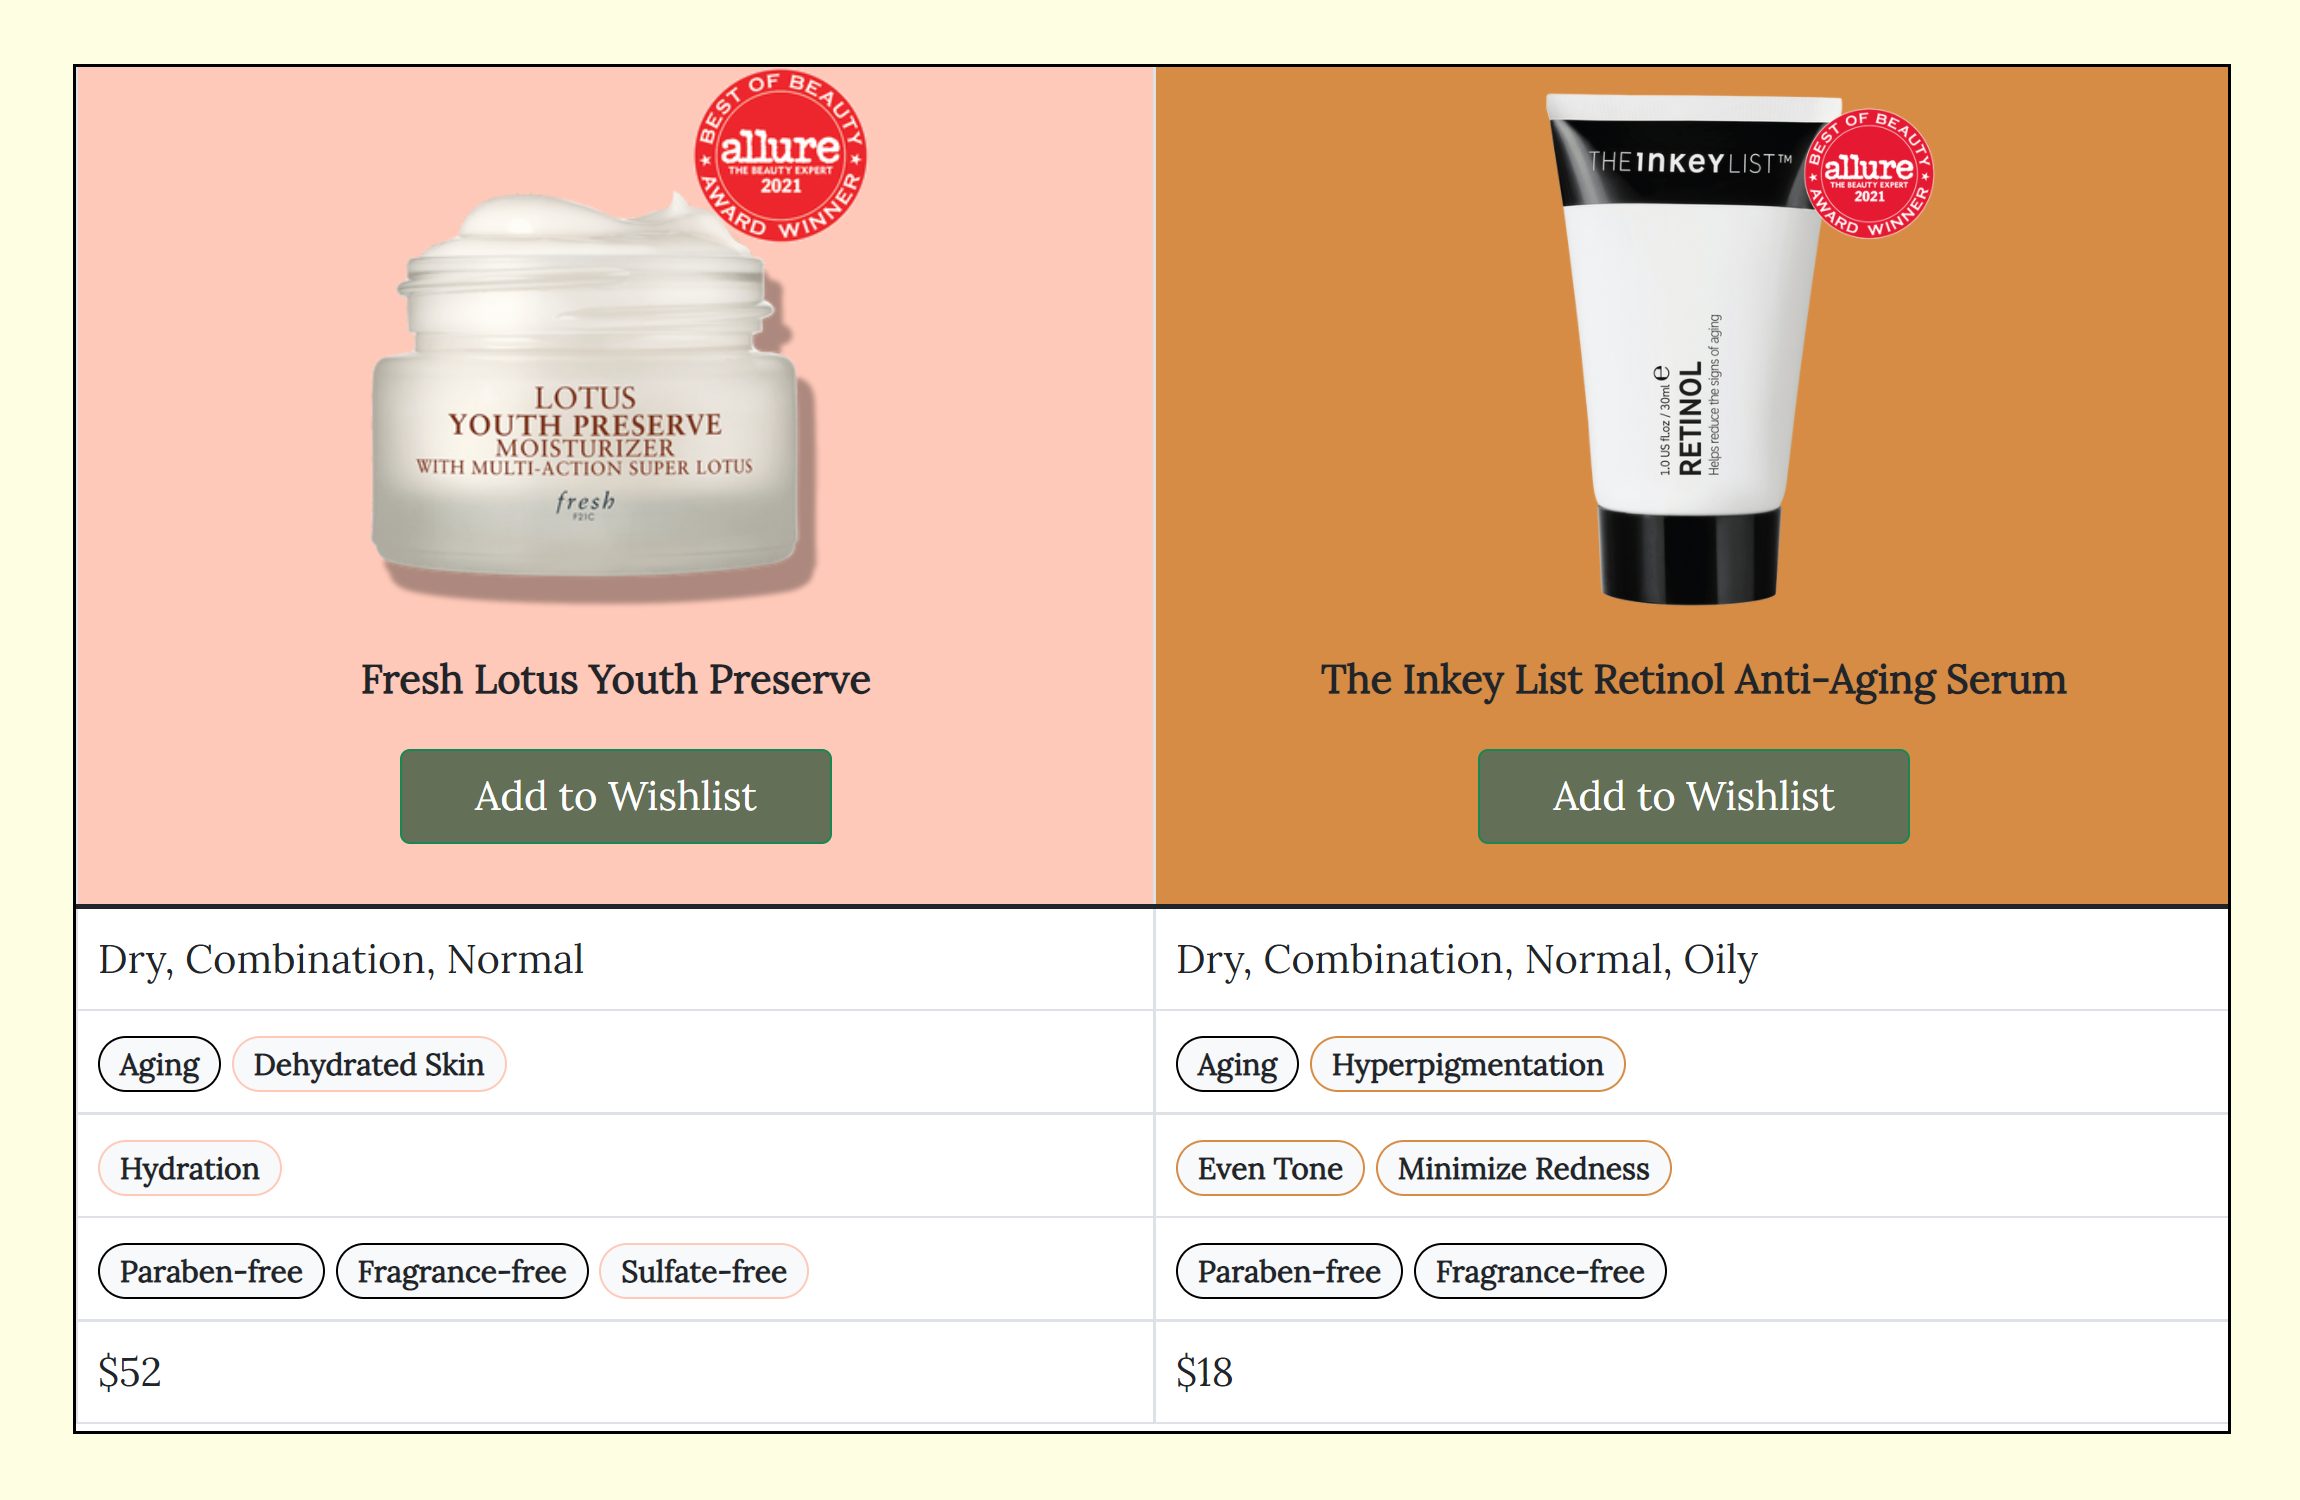 BEST OF BEAUTY
allure
THE BEAUTY EXPERT
2021
AWARD WINNER
LOTUS
YOUTH PRESERVE
MOISTURIZER
WITH MULTI-ACTION SUPER LOTUS
fresh
F21C
Fresh Lotus Youth Preserve
Add to Wishlist
THE INKEY LIST™
BEST OF BEAUTY
allure
THE BEAUTY EXPERT
2021
AWARD WINNER
1.0 US fl.oz / 30ml e
RETINOL
Helps reduce the signs of aging
The Inkey List Retinol Anti-Aging Serum
Add to Wishlist
Dry, Combination, Normal
Dry, Combination, Normal, Oily
Aging Dehydrated Skin
Aging Hyperpigmentation
Hydration
Even Tone Minimize Redness
Paraben-free Fragrance-free Sulfate-free
Paraben-free Fragrance-free
$52
$18